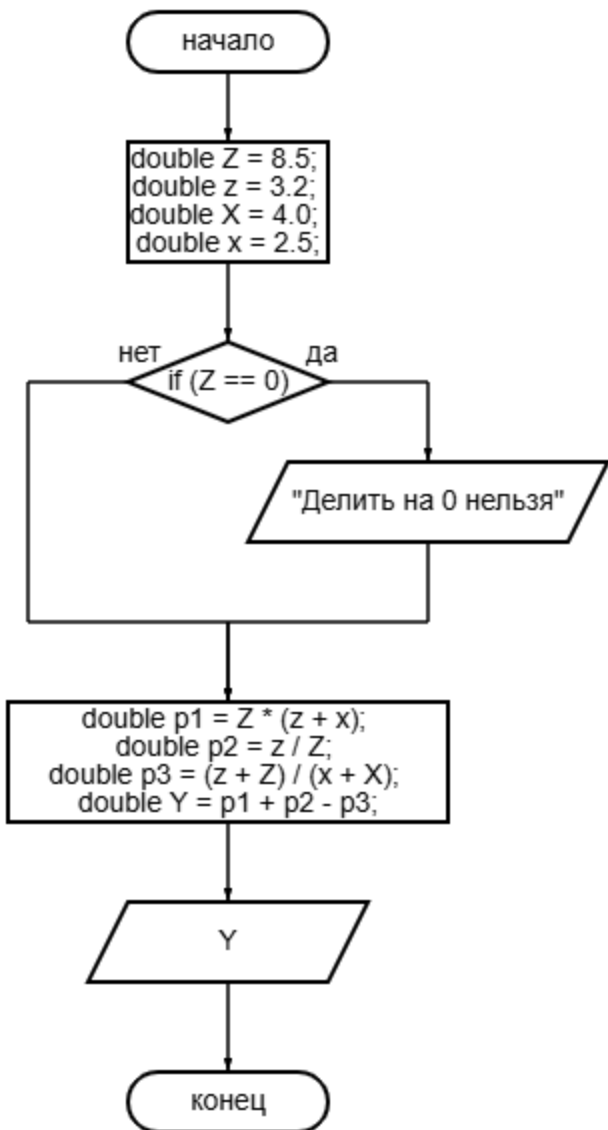 начало
double Z = 8.5;
double z = 3.2;
double X = 4.0;
double x = 2.5;
нет
да
if (Z == 0)
"Делить на 0 нельзя"
double p1 = Z * (z + x);
double p2 = z / Z;
double p3 = (z + Z) / (x + X);
double Y = p1 + p2 - p3;
Y
конец